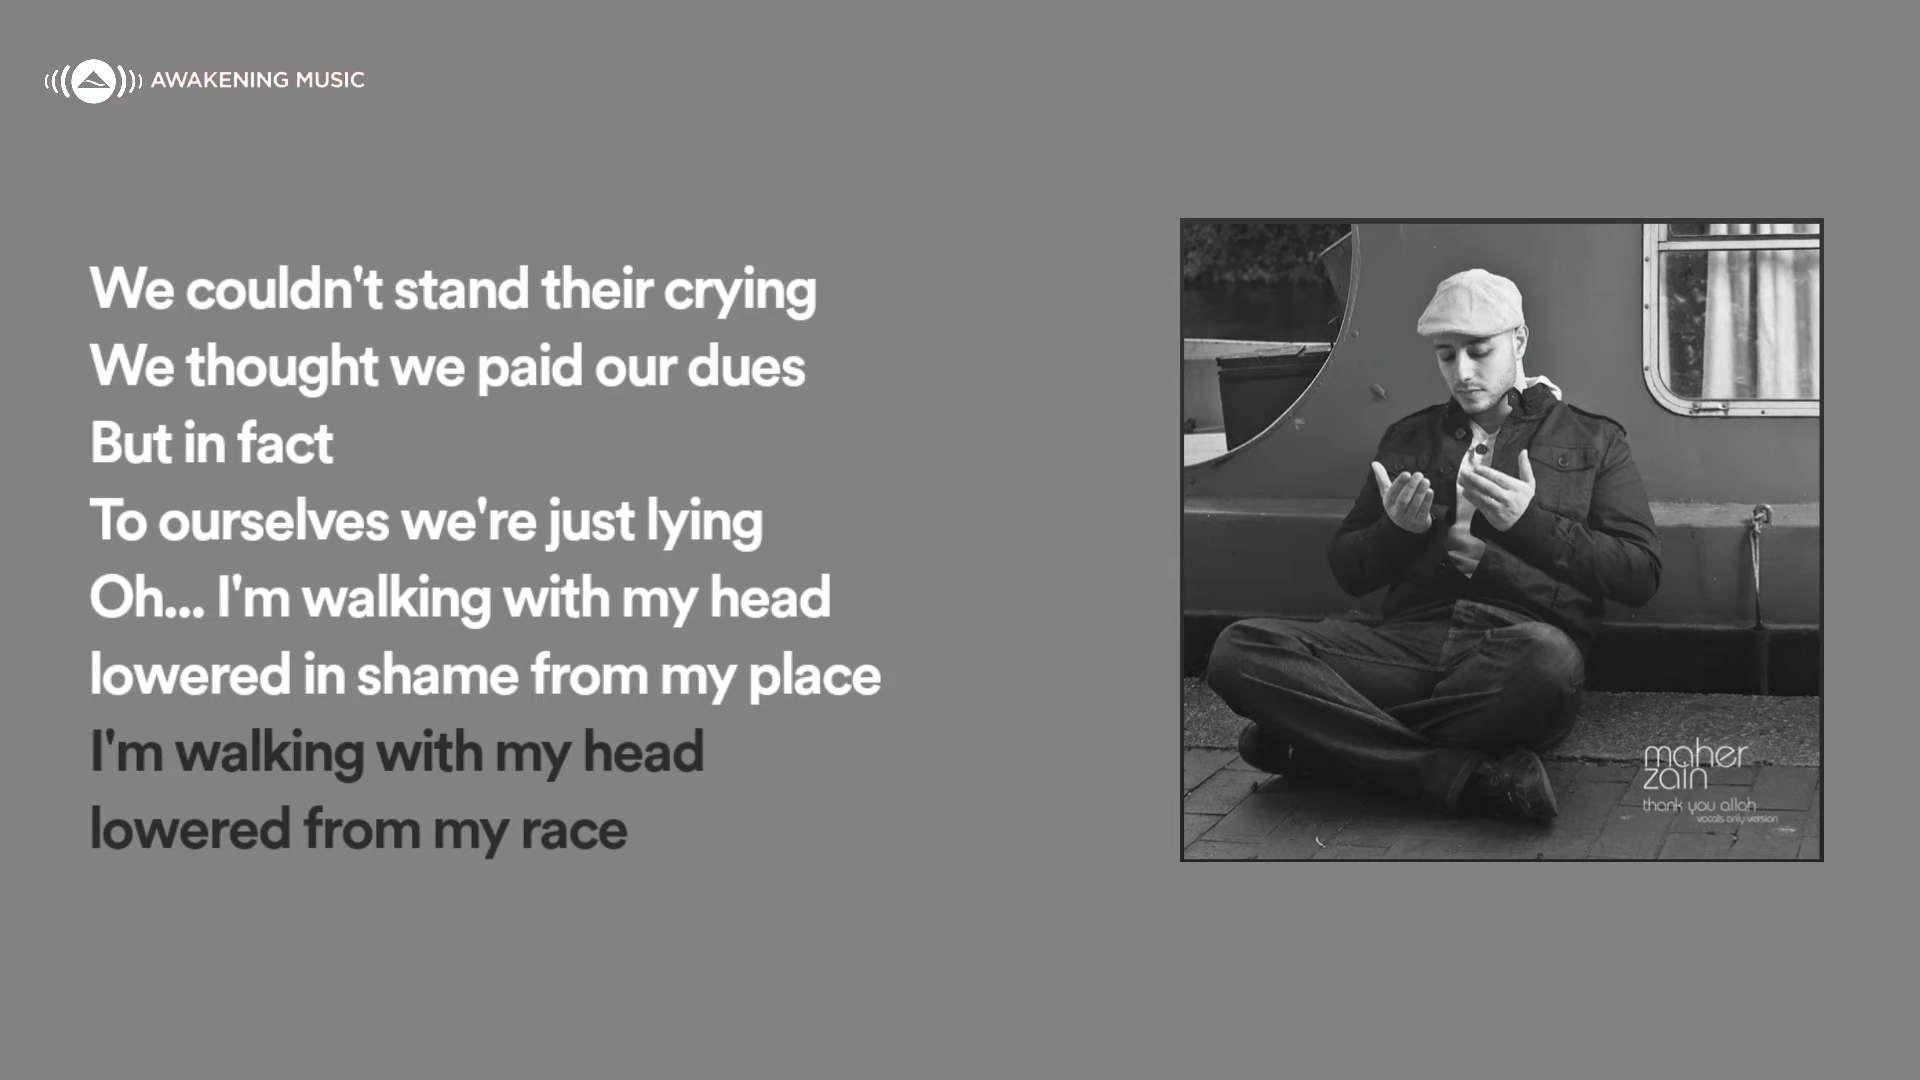 AWAKENING MUSIC
We couldn't stand their crying
We thought we paid our dues
But in fact
To ourselves we're just lying
Oh... I'm walking with my head
lowered in shame from my place
I'm walking with my head
lowered from my race
maher
zain
thank you allah
vocals only version